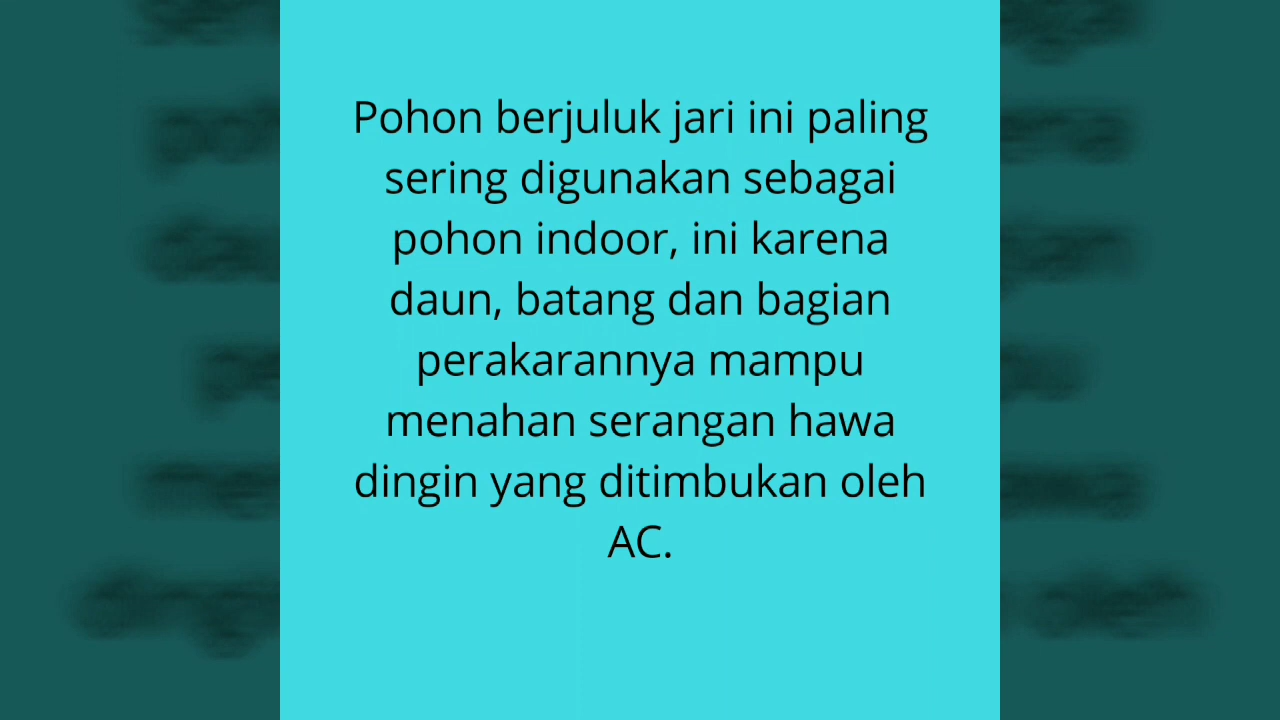 Pohon berjuluk jari ini paling
sering digunakan sebagai
pohon indoor, ini karena
daun, batang dan bagian
perakarannya mampu
menahan serangan hawa
dingin yang ditimbukan oleh
AC.